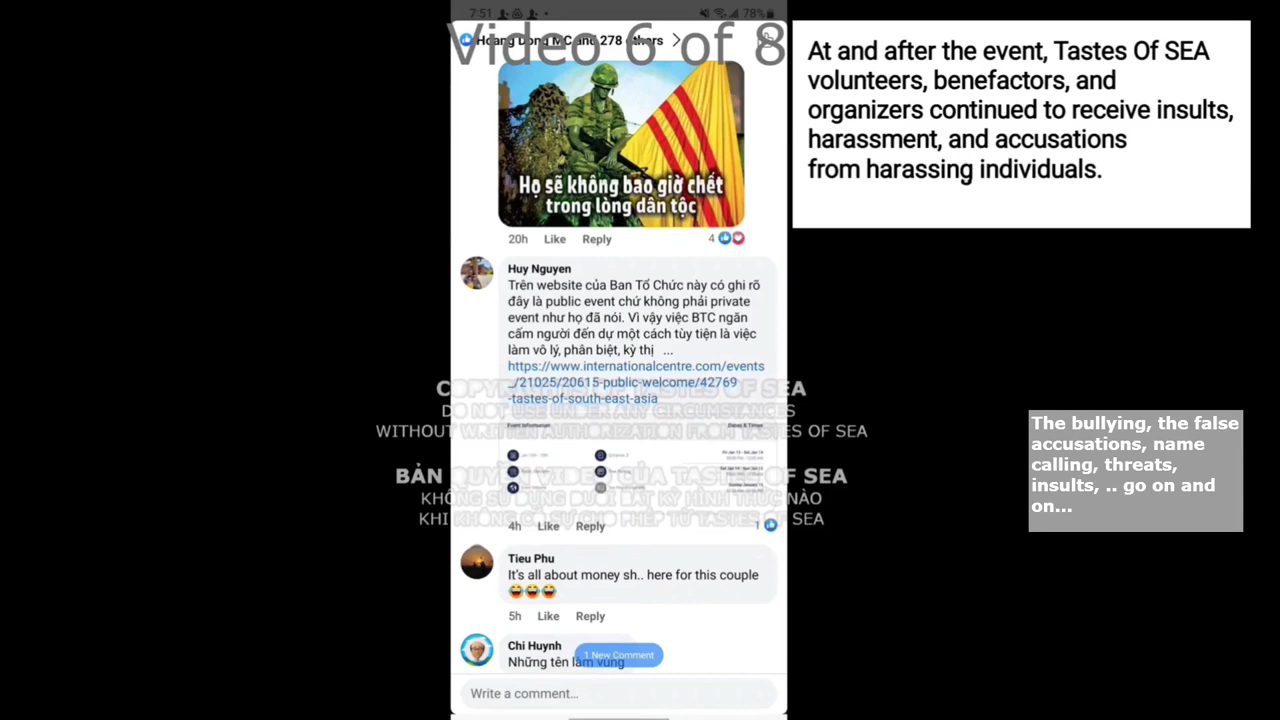 7:51
78%
Video 6 of 8
Hoang Dong MC and 278 others
Họ sẽ không bao giờ chết
trong lòng dân tộc
20h Like Reply 4
Huy Nguyen
Trên website của Ban Tổ Chức này có ghi rõ
đây là public event chứ không phải private
event như họ đã nói. Vì vậy việc BTC ngăn
cấm người đến dự một cách tùy tiện là việc
làm vô lý, phân biệt, kỳ thị ...
https://www.internationalcentre.com/events
_/21025/20615-public-welcome/42769
-tastes-of-south-east-asia
COPYRIGHTS OF TASTES OF SEA
DO NOT USE UNDER ANY CIRCUMSTANCES
WITHOUT WRITTEN AUTHORIZATION FROM TASTES OF SEA
Event Information
Dates & Times
BẢN QUYỀN VIDEO CỦA TASTES OF SEA
KHÔNG SỬ DỤNG DƯỚI BẤT KỲ HÌNH THỨC NÀO
KHI KHÔNG CÓ SỰ CHO PHÉP TỪ TASTES OF SEA
4h Like Reply 1
Tieu Phu
It's all about money sh.. here for this couple
5h Like Reply
Chi Huynh
Những tên lâm vùng
1 New Comment
Write a comment...
At and after the event, Tastes Of SEA
volunteers, benefactors, and
organizers continued to receive insults,
harassment, and accusations
from harassing individuals.
The bullying, the false
accusations, name
calling, threats,
insults, .. go on and
on...